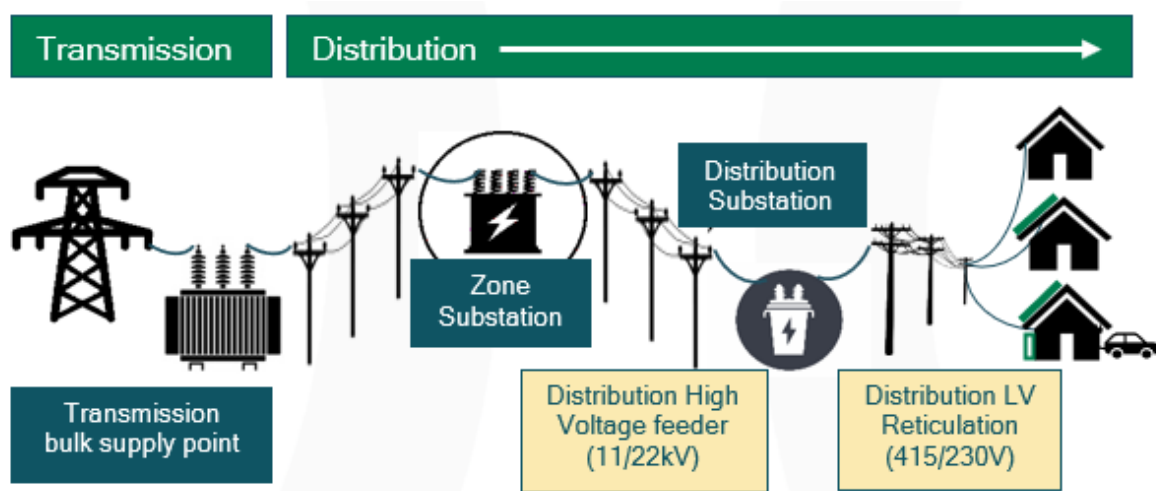 Transmission
Distribution
Distribution
Substation
Zone
Substation
Transmission
bulk supply point
Distribution High
Voltage feeder
(11/22kV)
Distribution LV
Reticulation
(415/230V)